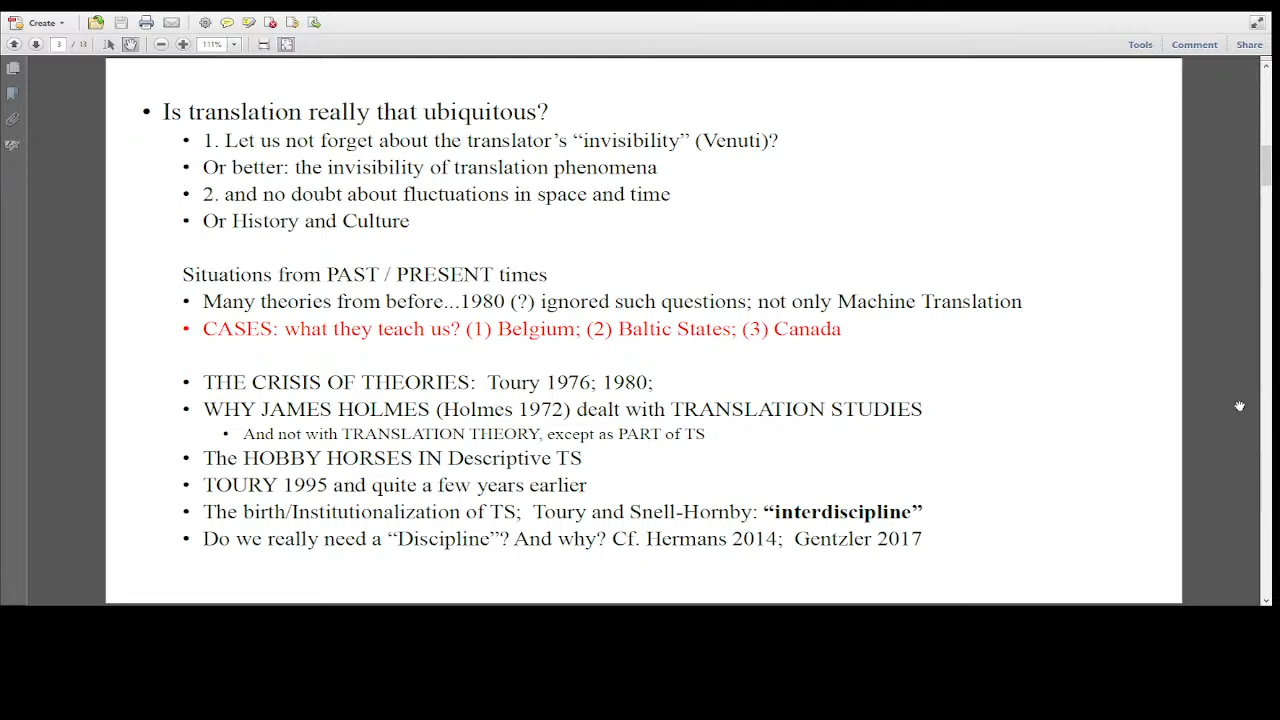 Create
3 / 13
111%
Tools
Comment
Share
• Is translation really that ubiquitous?
• 1. Let us not forget about the translator’s “invisibility” (Venuti)?
• Or better: the invisibility of translation phenomena
• 2. and no doubt about fluctuations in space and time
• Or History and Culture
Situations from PAST / PRESENT times
• Many theories from before...1980 (?) ignored such questions; not only Machine Translation
• CASES: what they teach us? (1) Belgium; (2) Baltic States; (3) Canada
• THE CRISIS OF THEORIES: Toury 1976; 1980;
• WHY JAMES HOLMES (Holmes 1972) dealt with TRANSLATION STUDIES
• And not with TRANSLATION THEORY, except as PART of TS
• The HOBBY HORSES IN Descriptive TS
• TOURY 1995 and quite a few years earlier
• The birth/Institutionalization of TS; Toury and Snell-Hornby: “interdiscipline”
• Do we really need a “Discipline”? And why? Cf. Hermans 2014; Gentzler 2017